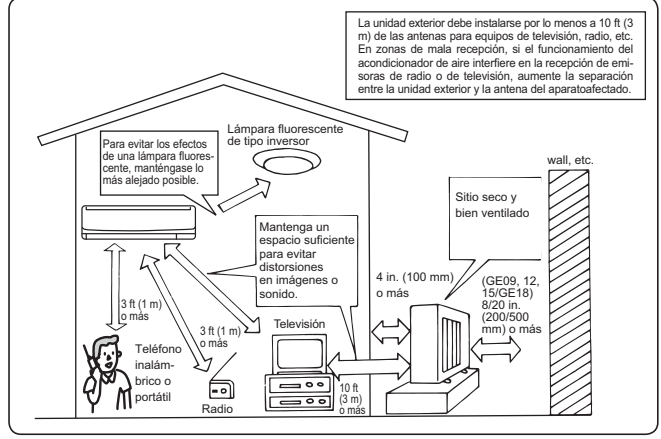 La unidad exterior debe instalarse por lo menos a 10 ft (3
m) de las antenas para equipos de televisión, radio, etc.
En zonas de mala recepción, si el funcionamiento del
acondicionador de aire interfiere en la recepción de emi-
soras de radio o de televisión, aumente la separación
entre la unidad exterior y la antena del aparatoafectado.
Lámpara fluorescente
de tipo inversor
Para evitar los efectos
de una lámpara fluores-
cente, manténgase lo
más alejado posible.
wall, etc.
Sitio seco y
bien ventilado
Mantenga un
espacio suficiente
para evitar
distorsiones
en imágenes o
sonido.
4 in. (100 mm)
o más
(GE09, 12,
15/GE18)
8/20 in.
(200/500
mm) o más
3 ft (1 m)
o más
3 ft (1 m)
o más
Televisión
Teléfono
inalám-
brico o
portátil
Radio
10 ft
(3 m)
o más